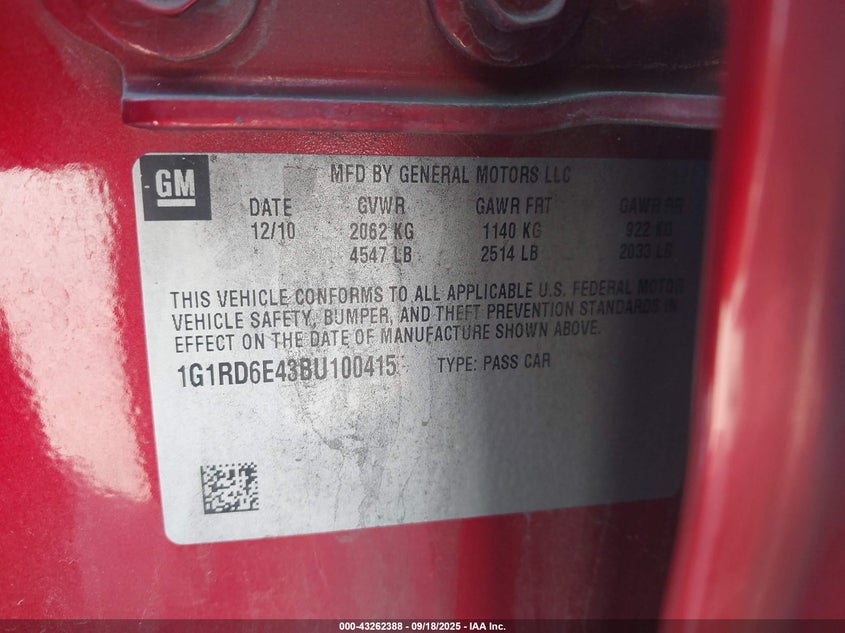 GM
MFD BY GENERAL MOTORS LLC
DATE GVWR GAWR FRT GAWR RR
12/10 2062 KG 1140 KG 922 KG
4547 LB 2514 LB 2033 LB
THIS VEHICLE CONFORMS TO ALL APPLICABLE U.S. FEDERAL MOTOR
VEHICLE SAFETY, BUMPER, AND THEFT PREVENTION STANDARDS IN
EFFECT ON THE DATE OF MANUFACTURE SHOWN ABOVE.
1G1RD6E43BU100415 TYPE: PASS CAR
000-43262388 - 09/18/2025 - IAA Inc.